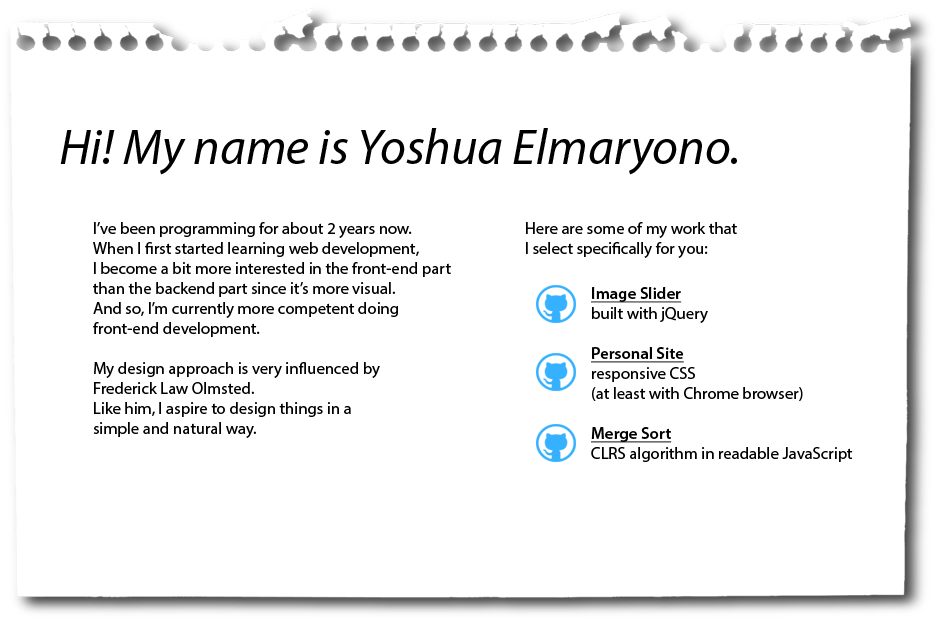 Hi! My name is Yoshua Elmaryono.
I've been programming for about 2 years now.
When I first started learning web development,
I become a bit more interested in the front-end part
than the backend part since it's more visual.
And so, I'm currently more competent doing
front-end development.
My design approach is very influenced by
Frederick Law Olmsted.
Like him, I aspire to design things in a
simple and natural way.
Here are some of my work that
I select specifically for you:
Image Slider
built with jQuery
Personal Site
responsive CSS
(at least with Chrome browser)
Merge Sort
CLRS algorithm in readable JavaScript